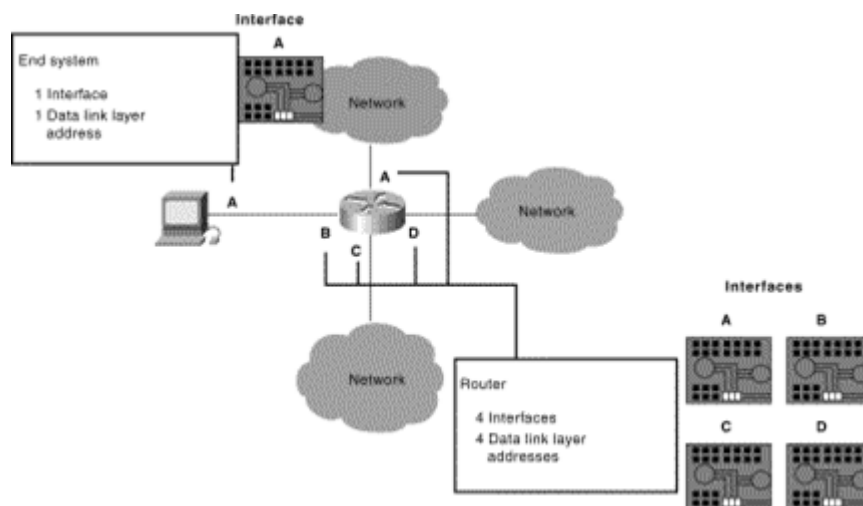 Interface
A
End system
1 Interface
1 Data link layer
address
Network
A
A
Network
B
C
D
Interfaces
A
B
Network
Router
4 Interfaces
4 Data link layer
addresses
C
D